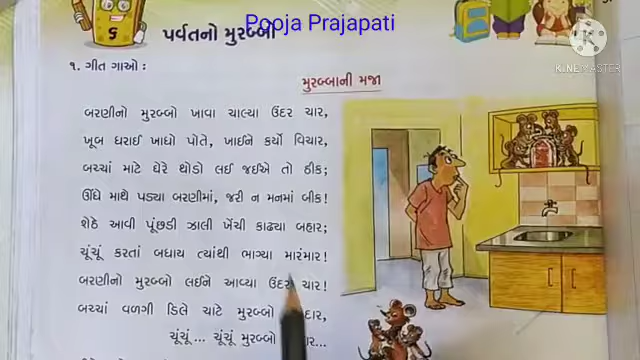 Pooja Prajapati
૬
પર્વતનો મુરબ્બો
KINEMASTER
૧. ગીત ગાઓ :
મુરબ્બાની મજા
બરણીનો મુરબ્બો ખાવા ચાલ્યા ઉંદર ચાર,
ખૂબ ધરાઈ ખાધો પોતે, ખાઈને કર્યો વિચાર,
બચ્ચાં માટે ઘેરે થોડો લઈ જઈએ તો ઠીક;
ઊંધે માથે પડ્યા બરણીમાં, જરી ન મનમાં બીક!
શેઠે આવી પૂંછડી ઝાલી ખેંચી કાઢ્યા બહાર;
ચૂંચૂં કરતાં બધાય ત્યાંથી ભાગ્યા મારંમાર!
બરણીનો મુરબ્બો લઈને આવ્યા ઉંદર ચાર!
બચ્ચાં વળગી ડિલે ચાટે મુરબ્બો
ચૂંચૂં ... ચૂંચૂં મુરબ્બો